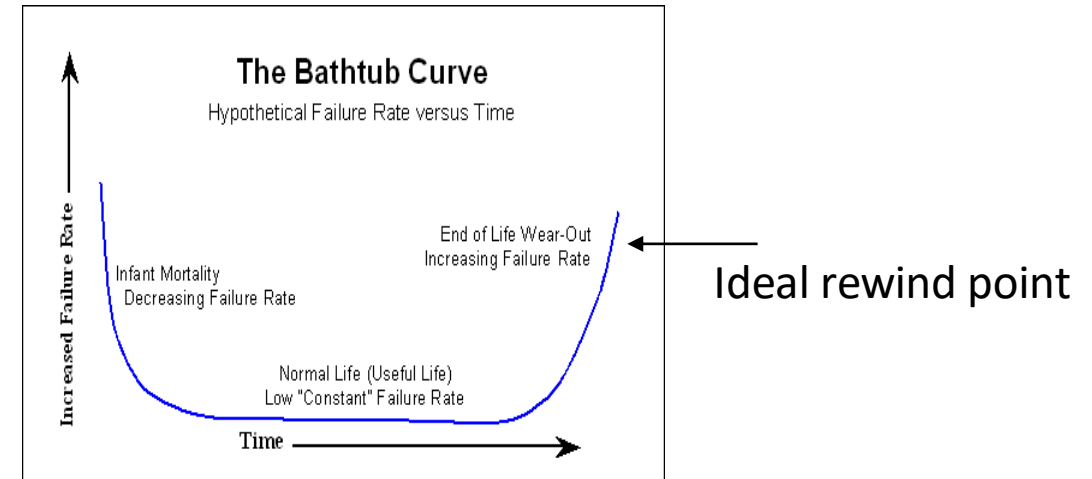 The Bathtub Curve
Hypothetical Failure Rate versus Time
Increased Failure Rate
End of Life Wear-Out
Increasing Failure Rate
Ideal rewind point
Infant Mortality
Decreasing Failure Rate
Normal Life (Useful Life)
Low "Constant" Failure Rate
Time